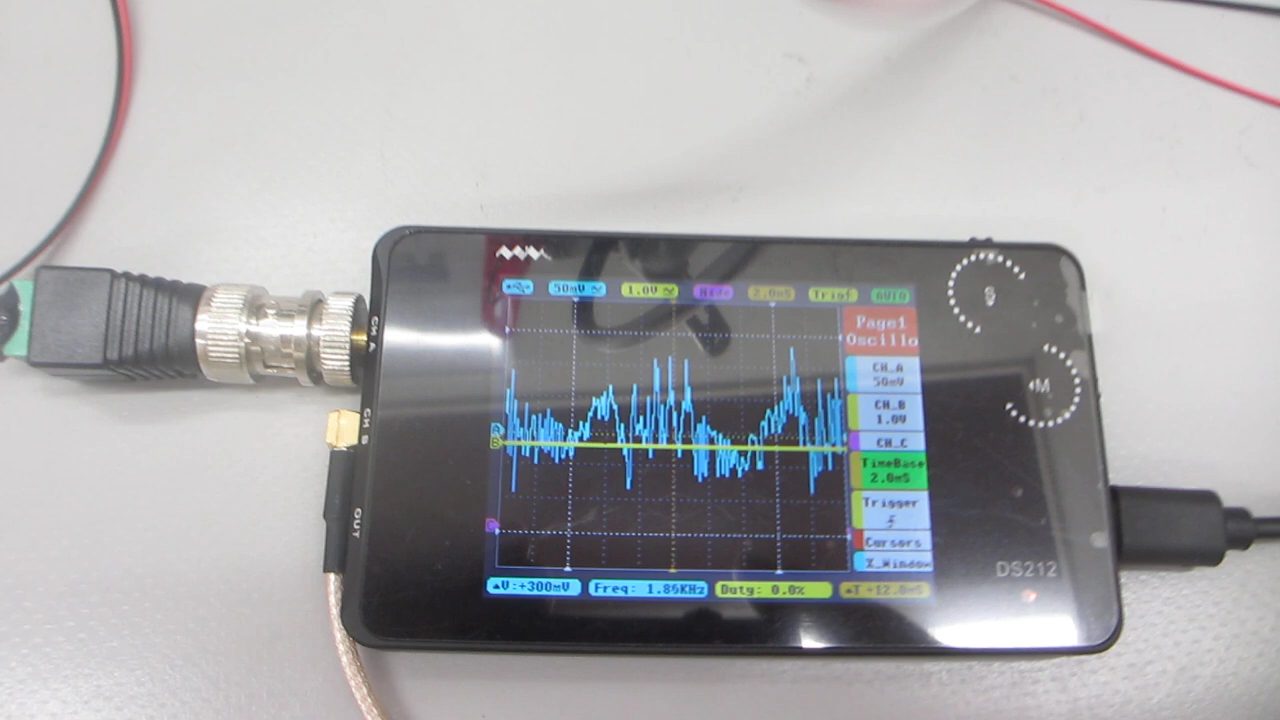 50mV
1.0V
Hide
2.0mS
Trig
AUTO
Page1
Oscillo
CH_A
50mV
CH_B
1.0V
CH_C
TimeBase
2.0mS
Trigger
Cursors
X_Window
▲V:+300mV
Freq: 1.86KHz
Duty: 0.0%
▲T +12.0mS
CH A
CH B
OUT
S
M
DS212
A
B